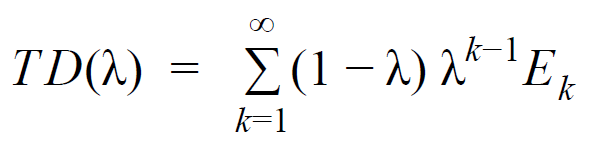 TD(λ) = ∑_{k=1}^{∞} (1 − λ) λ^{k−1} E_k